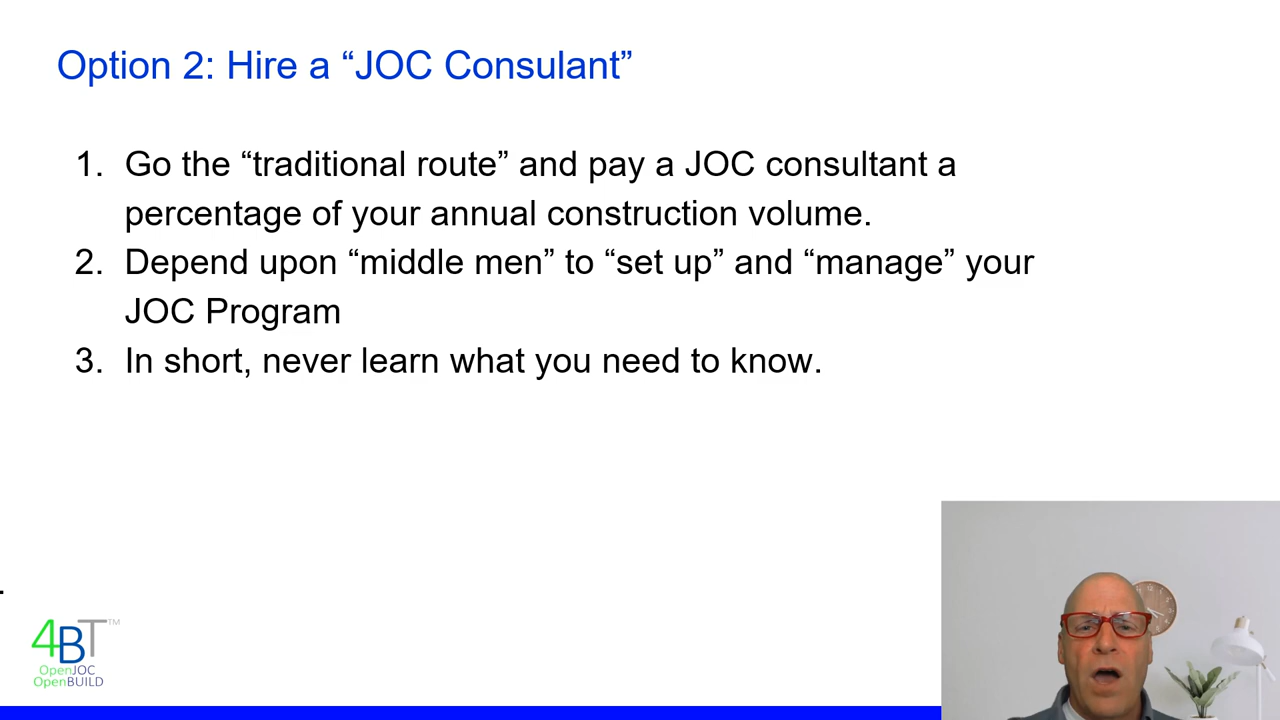 Option 2: Hire a “JOC Consulant”
1. Go the “traditional route” and pay a JOC consultant a
percentage of your annual construction volume.
2. Depend upon “middle men” to “set up” and “manage” your
JOC Program
3. In short, never learn what you need to know.
4BT™
OpenJOC
OpenBUILD